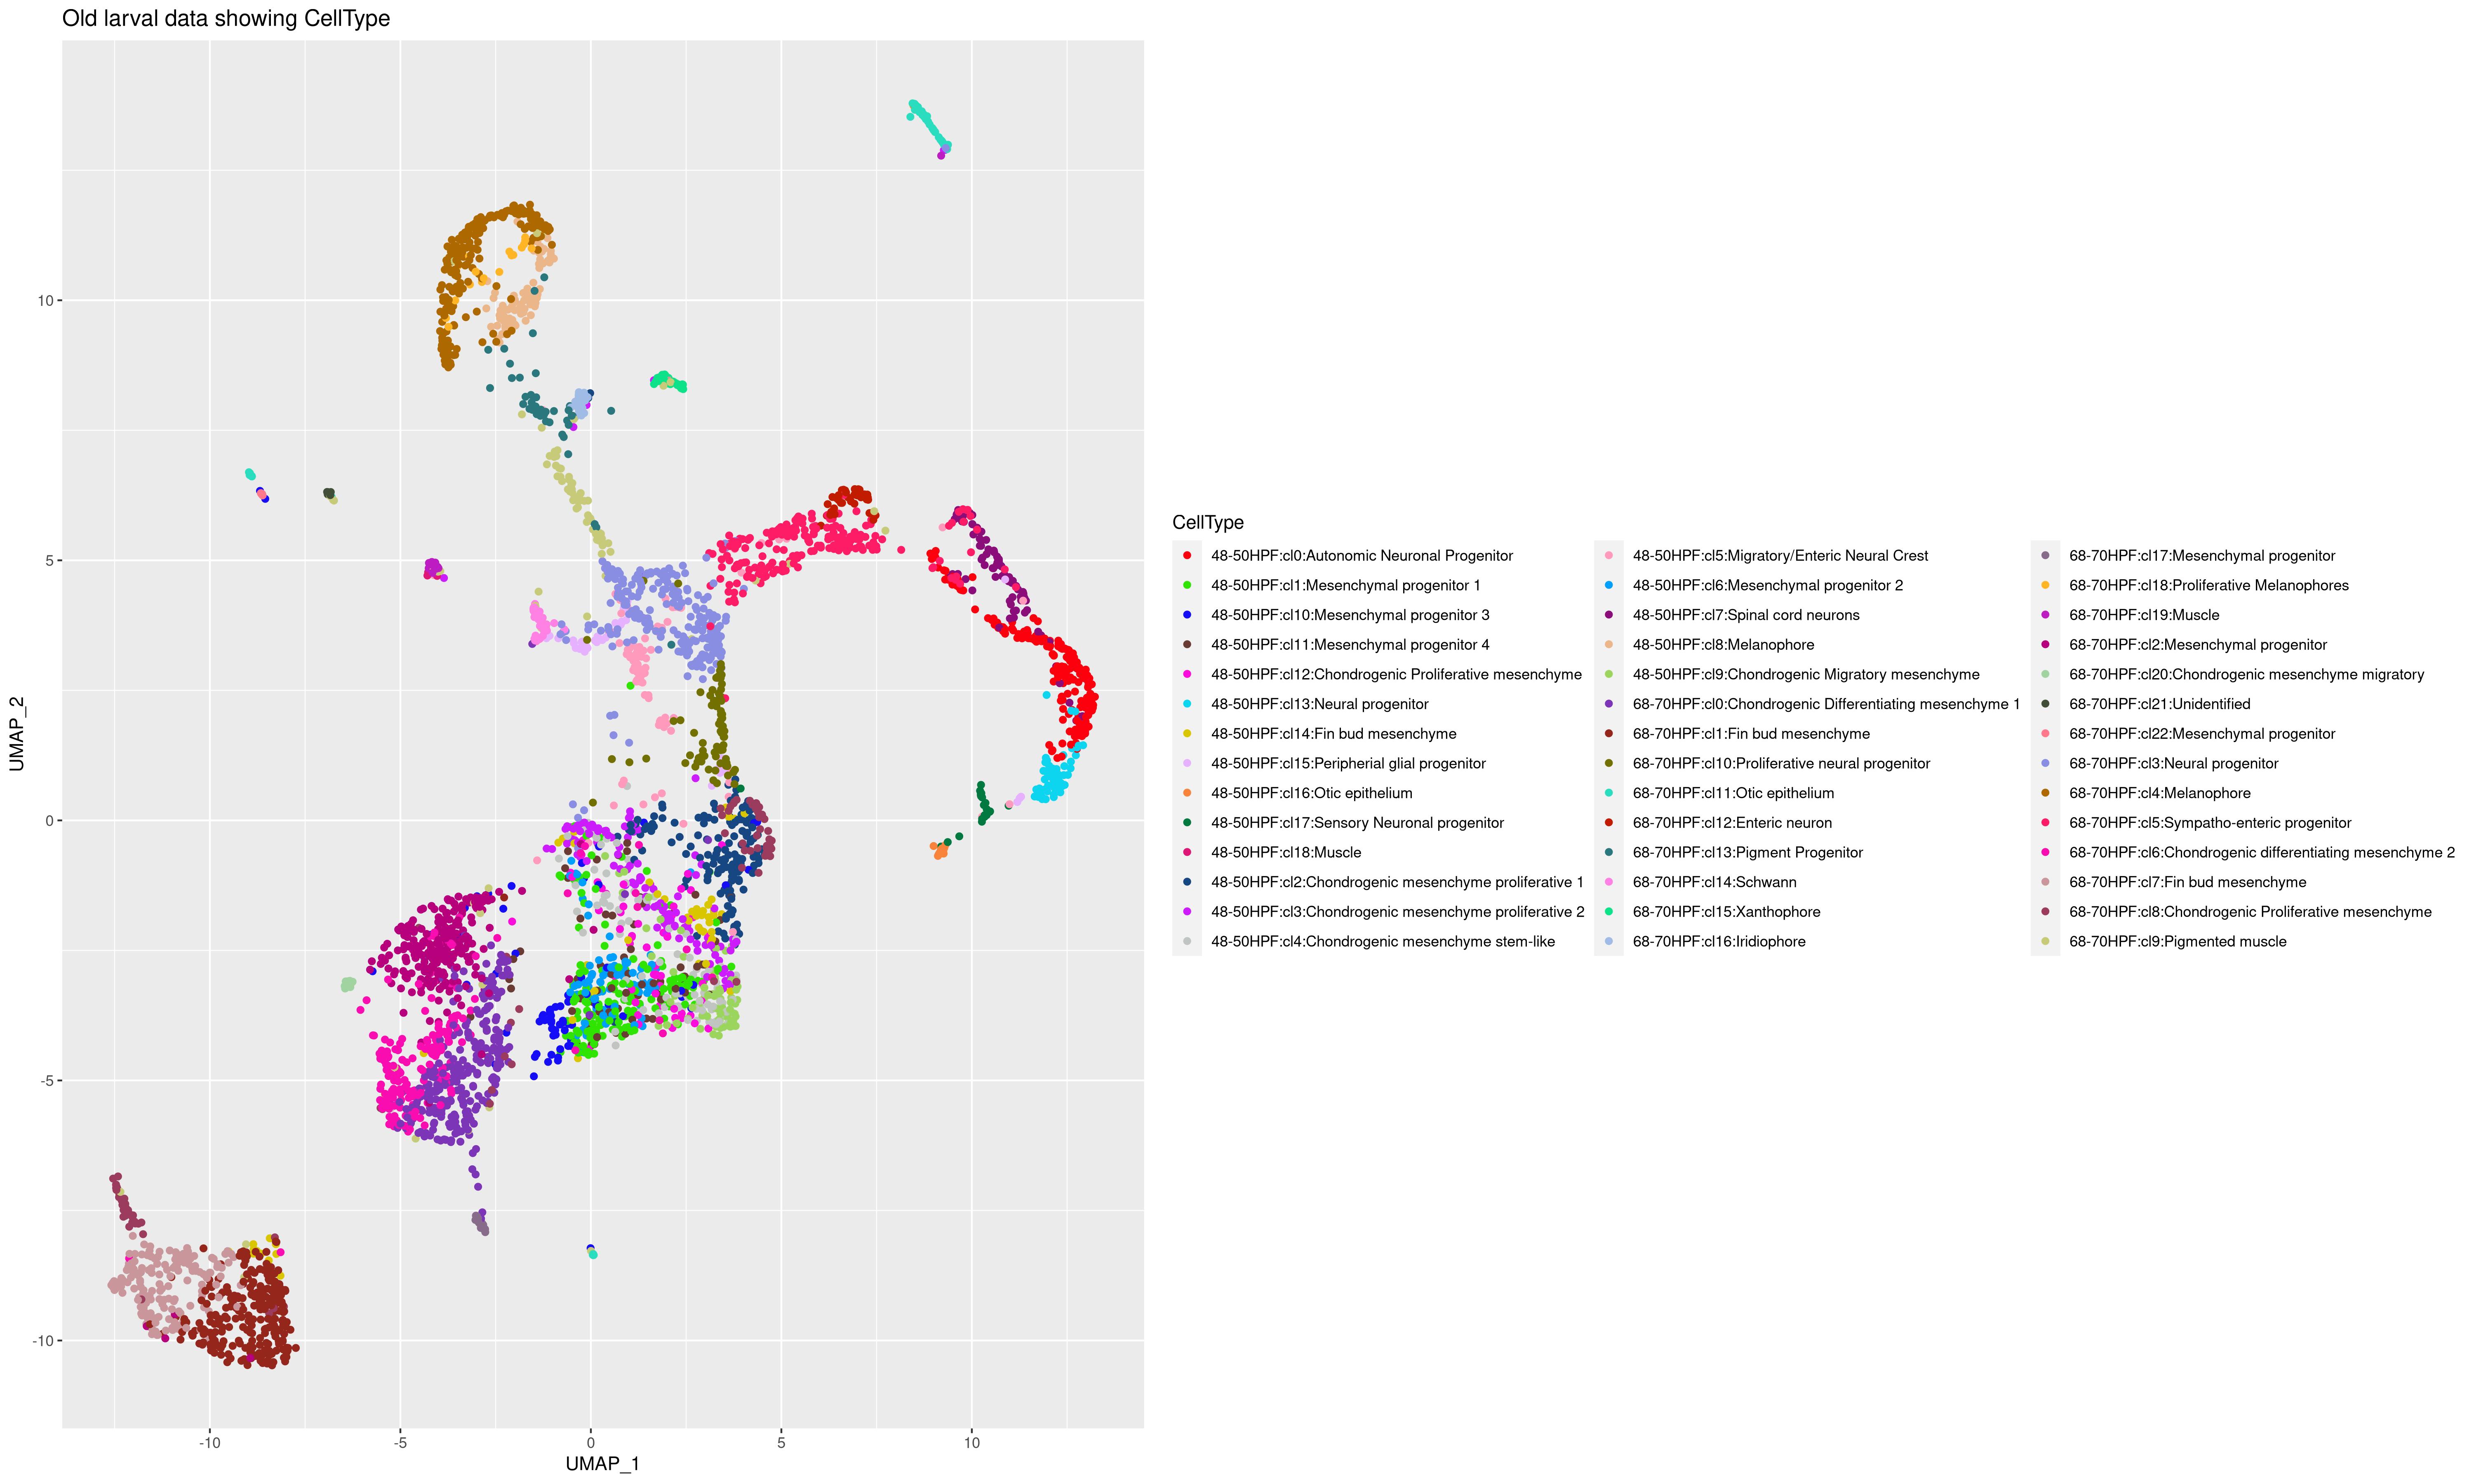 Old larval data showing CellType
10
5
0
-5
-10
UMAP_2
-10
-5
0
5
10
UMAP_1
CellType
48-50HPF:cl0:Autonomic Neuronal Progenitor
48-50HPF:cl1:Mesenchymal progenitor 1
48-50HPF:cl10:Mesenchymal progenitor 3
48-50HPF:cl11:Mesenchymal progenitor 4
48-50HPF:cl12:Chondrogenic Proliferative mesenchyme
48-50HPF:cl13:Neural progenitor
48-50HPF:cl14:Fin bud mesenchyme
48-50HPF:cl15:Peripherial glial progenitor
48-50HPF:cl16:Otic epithelium
48-50HPF:cl17:Sensory Neuronal progenitor
48-50HPF:cl18:Muscle
48-50HPF:cl2:Chondrogenic mesenchyme proliferative 1
48-50HPF:cl3:Chondrogenic mesenchyme proliferative 2
48-50HPF:cl4:Chondrogenic mesenchyme stem-like
48-50HPF:cl5:Migratory/Enteric Neural Crest
48-50HPF:cl6:Mesenchymal progenitor 2
48-50HPF:cl7:Spinal cord neurons
48-50HPF:cl8:Melanophore
48-50HPF:cl9:Chondrogenic Migratory mesenchyme
68-70HPF:cl0:Chondrogenic Differentiating mesenchyme 1
68-70HPF:cl1:Fin bud mesenchyme
68-70HPF:cl10:Proliferative neural progenitor
68-70HPF:cl11:Otic epithelium
68-70HPF:cl12:Enteric neuron
68-70HPF:cl13:Pigment Progenitor
68-70HPF:cl14:Schwann
68-70HPF:cl15:Xanthophore
68-70HPF:cl16:Iridiophore
68-70HPF:cl17:Mesenchymal progenitor
68-70HPF:cl18:Proliferative Melanophores
68-70HPF:cl19:Muscle
68-70HPF:cl2:Mesenchymal progenitor
68-70HPF:cl20:Chondrogenic mesenchyme migratory
68-70HPF:cl21:Unidentified
68-70HPF:cl22:Mesenchymal progenitor
68-70HPF:cl3:Neural progenitor
68-70HPF:cl4:Melanophore
68-70HPF:cl5:Sympatho-enteric progenitor
68-70HPF:cl6:Chondrogenic differentiating mesenchyme 2
68-70HPF:cl7:Fin bud mesenchyme
68-70HPF:cl8:Chondrogenic Proliferative mesenchyme
68-70HPF:cl9:Pigmented muscle